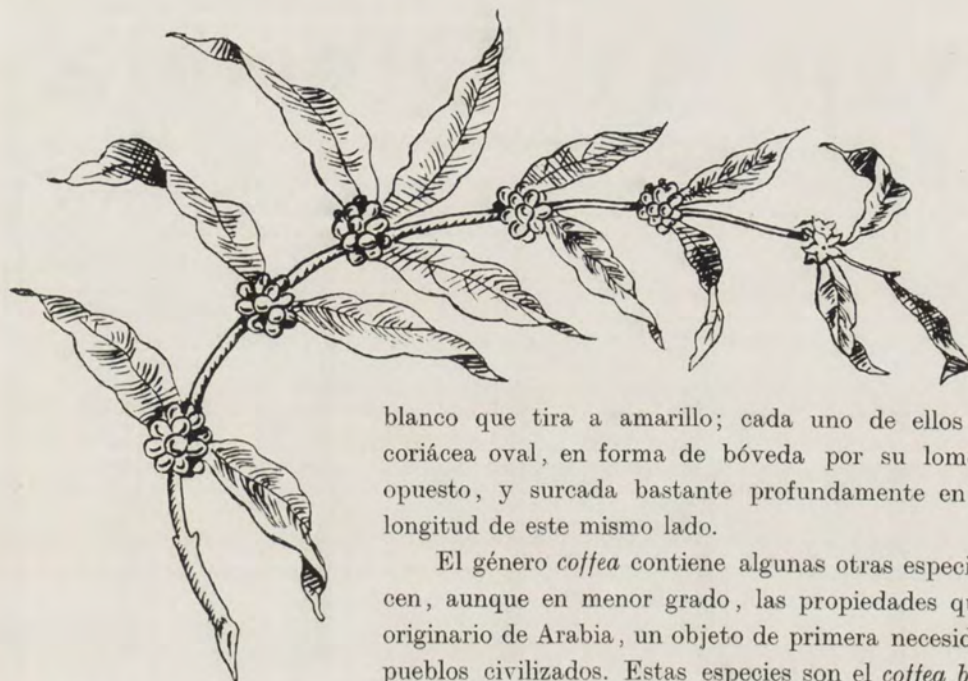 blanco que tira a amarillo; cada uno de ellos
coriácea oval, en forma de bóveda por su lom
opuesto, y surcada bastante profundamente en
longitud de este mismo lado.
El género coffea contiene algunas otras especi
cen, aunque en menor grado, las propiedades qu
originario de Arabia, un objeto de primera necesid
pueblos civilizados. Estas especies son el coffea b